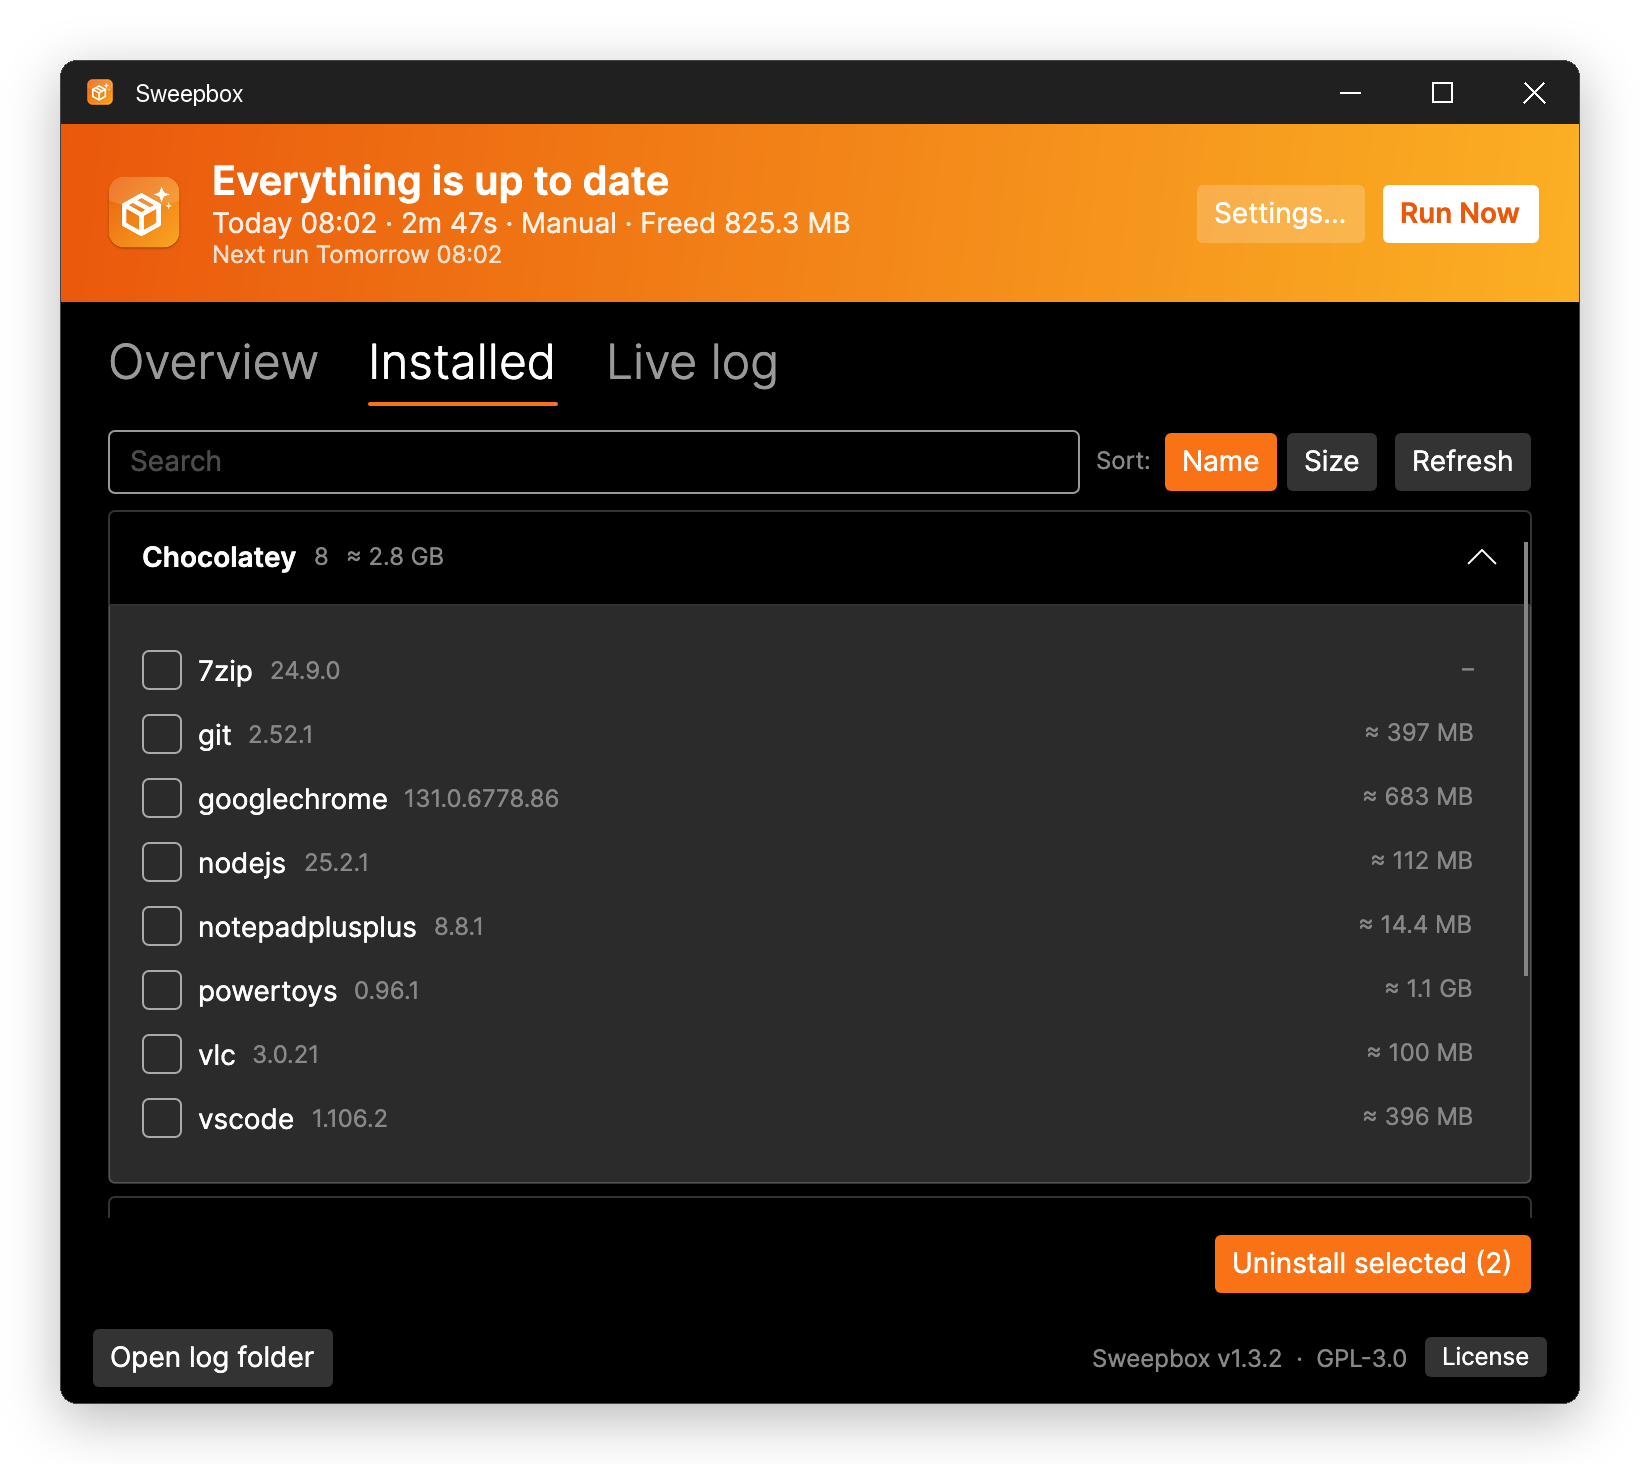 Sweepbox
Everything is up to date
Today 08:02 · 2m 47s · Manual · Freed 825.3 MB
Next run Tomorrow 08:02
Settings...
Run Now
Overview
Installed
Live log
Search
Sort:
Name
Size
Refresh
Chocolatey 8 ≈ 2.8 GB
7zip 24.9.0 –
git 2.52.1 ≈ 397 MB
googlechrome 131.0.6778.86 ≈ 683 MB
nodejs 25.2.1 ≈ 112 MB
notepadplusplus 8.8.1 ≈ 14.4 MB
powertoys 0.96.1 ≈ 1.1 GB
vlc 3.0.21 ≈ 100 MB
vscode 1.106.2 ≈ 396 MB
Uninstall selected (2)
Open log folder
Sweepbox v1.3.2 · GPL-3.0
License